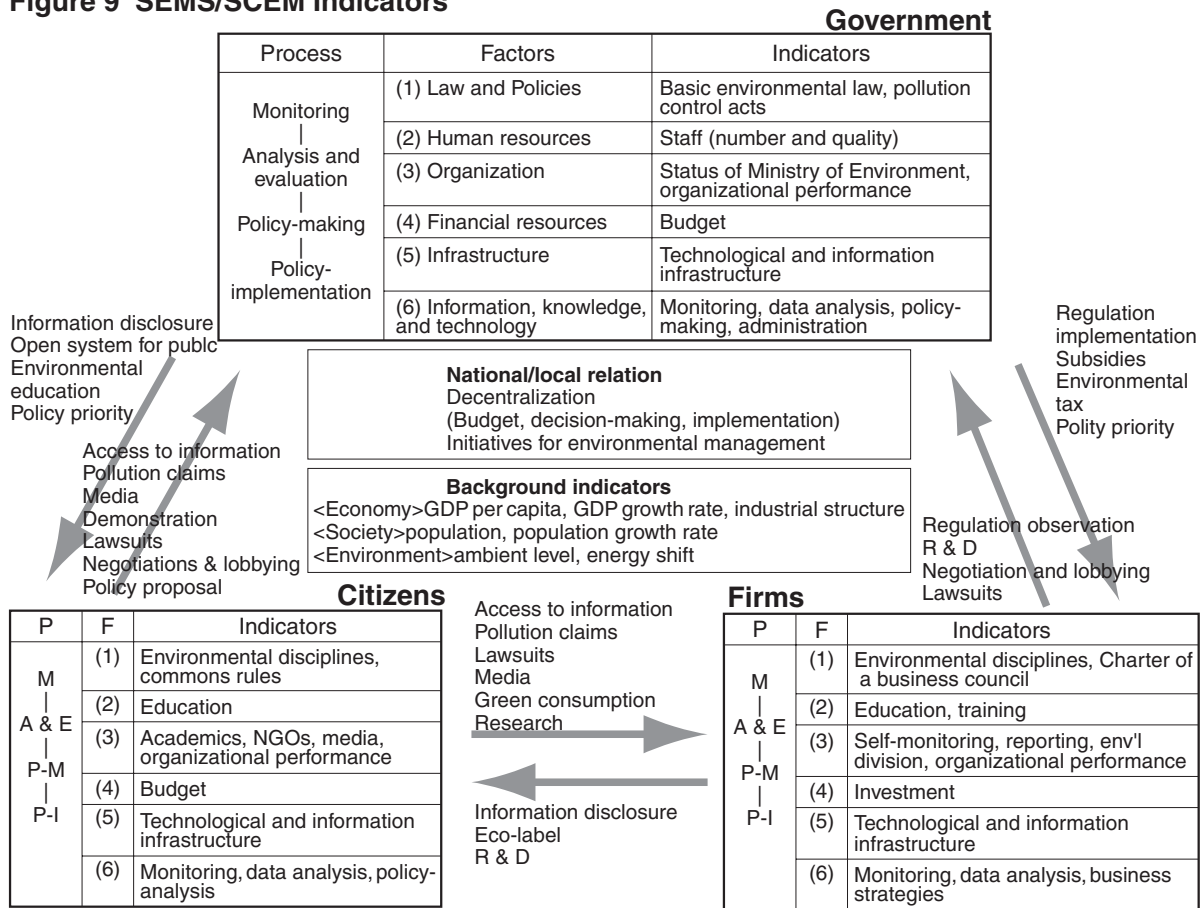 Figure 9 SEMS/SCEM Indicators
Government
Process Factors Indicators
Monitoring
|
Analysis and
evaluation
|
Policy-making
|
Policy-
implementation
(1) Law and Policies Basic environmental law, pollution
control acts
(2) Human resources Staff (number and quality)
(3) Organization Status of Ministry of Environment,
organizational performance
(4) Financial resources Budget
(5) Infrastructure Technological and information
infrastructure
(6) Information, knowledge, Monitoring, data analysis, policy-
and technology making, administration
Information disclosure
Open system for publc
Environmental
education
Policy priority
Access to information
Pollution claims
Media
Demonstration
Lawsuits
Negotiations & lobbying
Policy proposal
National/local relation
Decentralization
(Budget, decision-making, implementation)
Initiatives for environmental management
Background indicators
<Economy>GDP per capita, GDP growth rate, industrial structure
<Society>population, population growth rate
<Environment>ambient level, energy shift
Regulation
implementation
Subsidies
Environmental
tax
Polity priority
Regulation observation
R & D
Negotiation and lobbying
Lawsuits
Citizens
P F Indicators
M
|
A & E
|
P-M
|
P-I
(1) Environmental disciplines,
commons rules
(2) Education
(3) Academics, NGOs, media,
organizational performance
(4) Budget
(5) Technological and information
infrastructure
(6) Monitoring, data analysis, policy-
analysis
Access to information
Pollution claims
Lawsuits
Media
Green consumption
Research
Information disclosure
Eco-label
R & D
Firms
P F Indicators
M
|
A & E
|
P-M
|
P-I
(1) Environmental disciplines, Charter of
a business council
(2) Education, training
(3) Self-monitoring, reporting, env'l
division, organizational performance
(4) Investment
(5) Technological and information
infrastructure
(6) Monitoring, data analysis, business
strategies